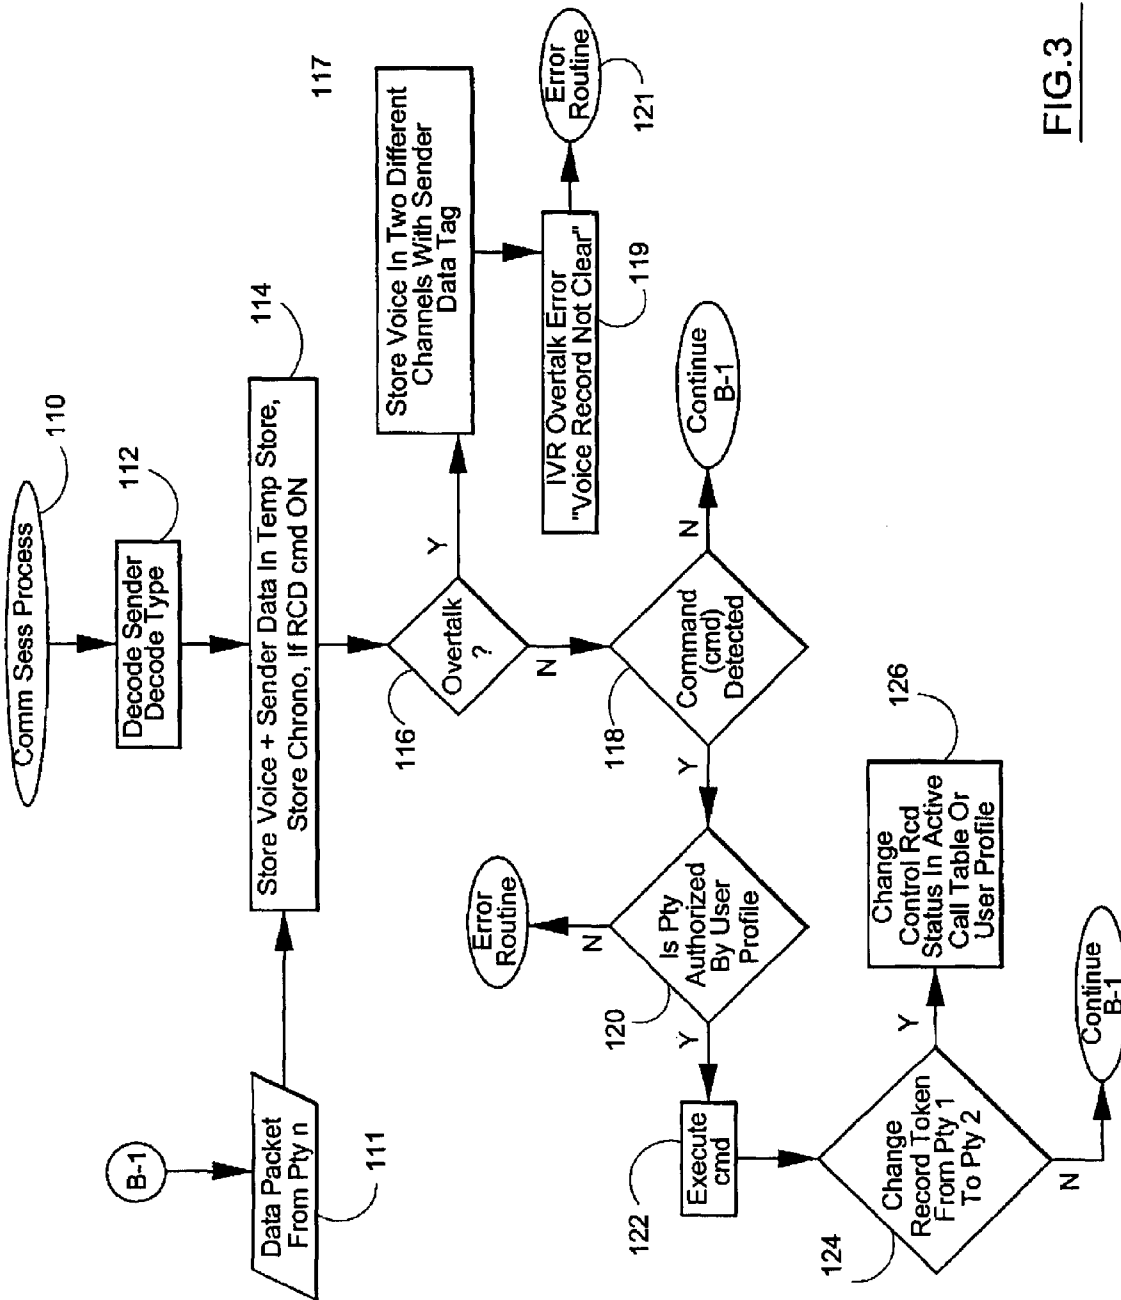 Comm Sess Process
110
Decode Sender
Decode Type
112
B-1
Data Packet
From Pty n
111
Store Voice + Sender Data In Temp Store,
Store Chrono, If RCD cmd ON
114
Overtalk
?
116
Y
N
Store Voice In Two Different
Channels With Sender
Data Tag
117
IVR Overtalk Error
"Voice Record Not Clear"
119
Error
Routine
121
Command
(cmd)
Detected
118
N
Y
Continue
B-1
Is Pty
Authorized
By User
Profile
120
N
Y
Error
Routine
Execute
cmd
122
Change
Record Token
From Pty 1
To Pty 2
124
Y
N
Change
Control Rcd
Status In Active
Call Table Or
User Profile
126
Continue
B-1
FIG.3